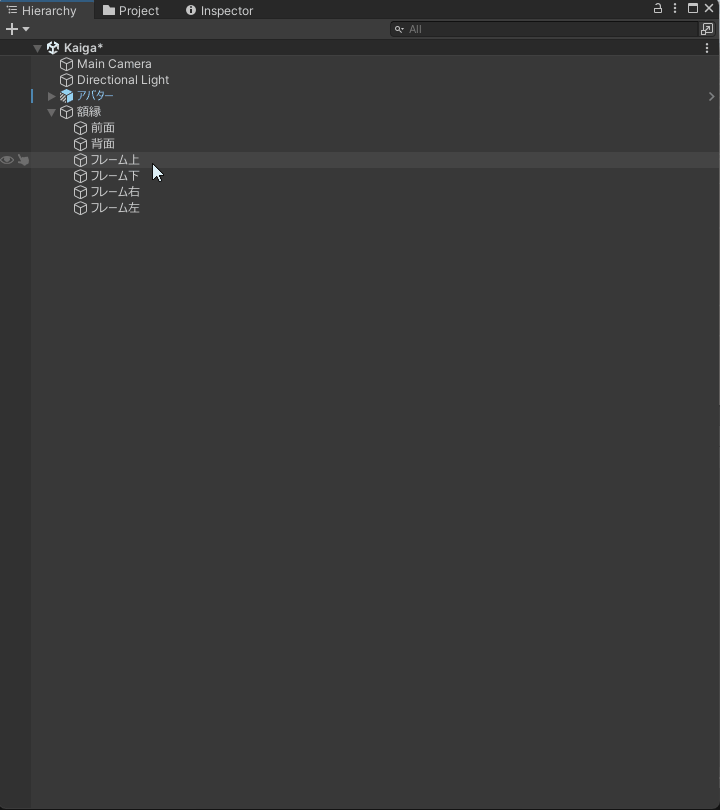 Hierarchy Project Inspector
All
Kaiga*
Main Camera
Directional Light
アバター
額縁
前面
背面
フレーム上
フレーム下
フレーム右
フレーム左